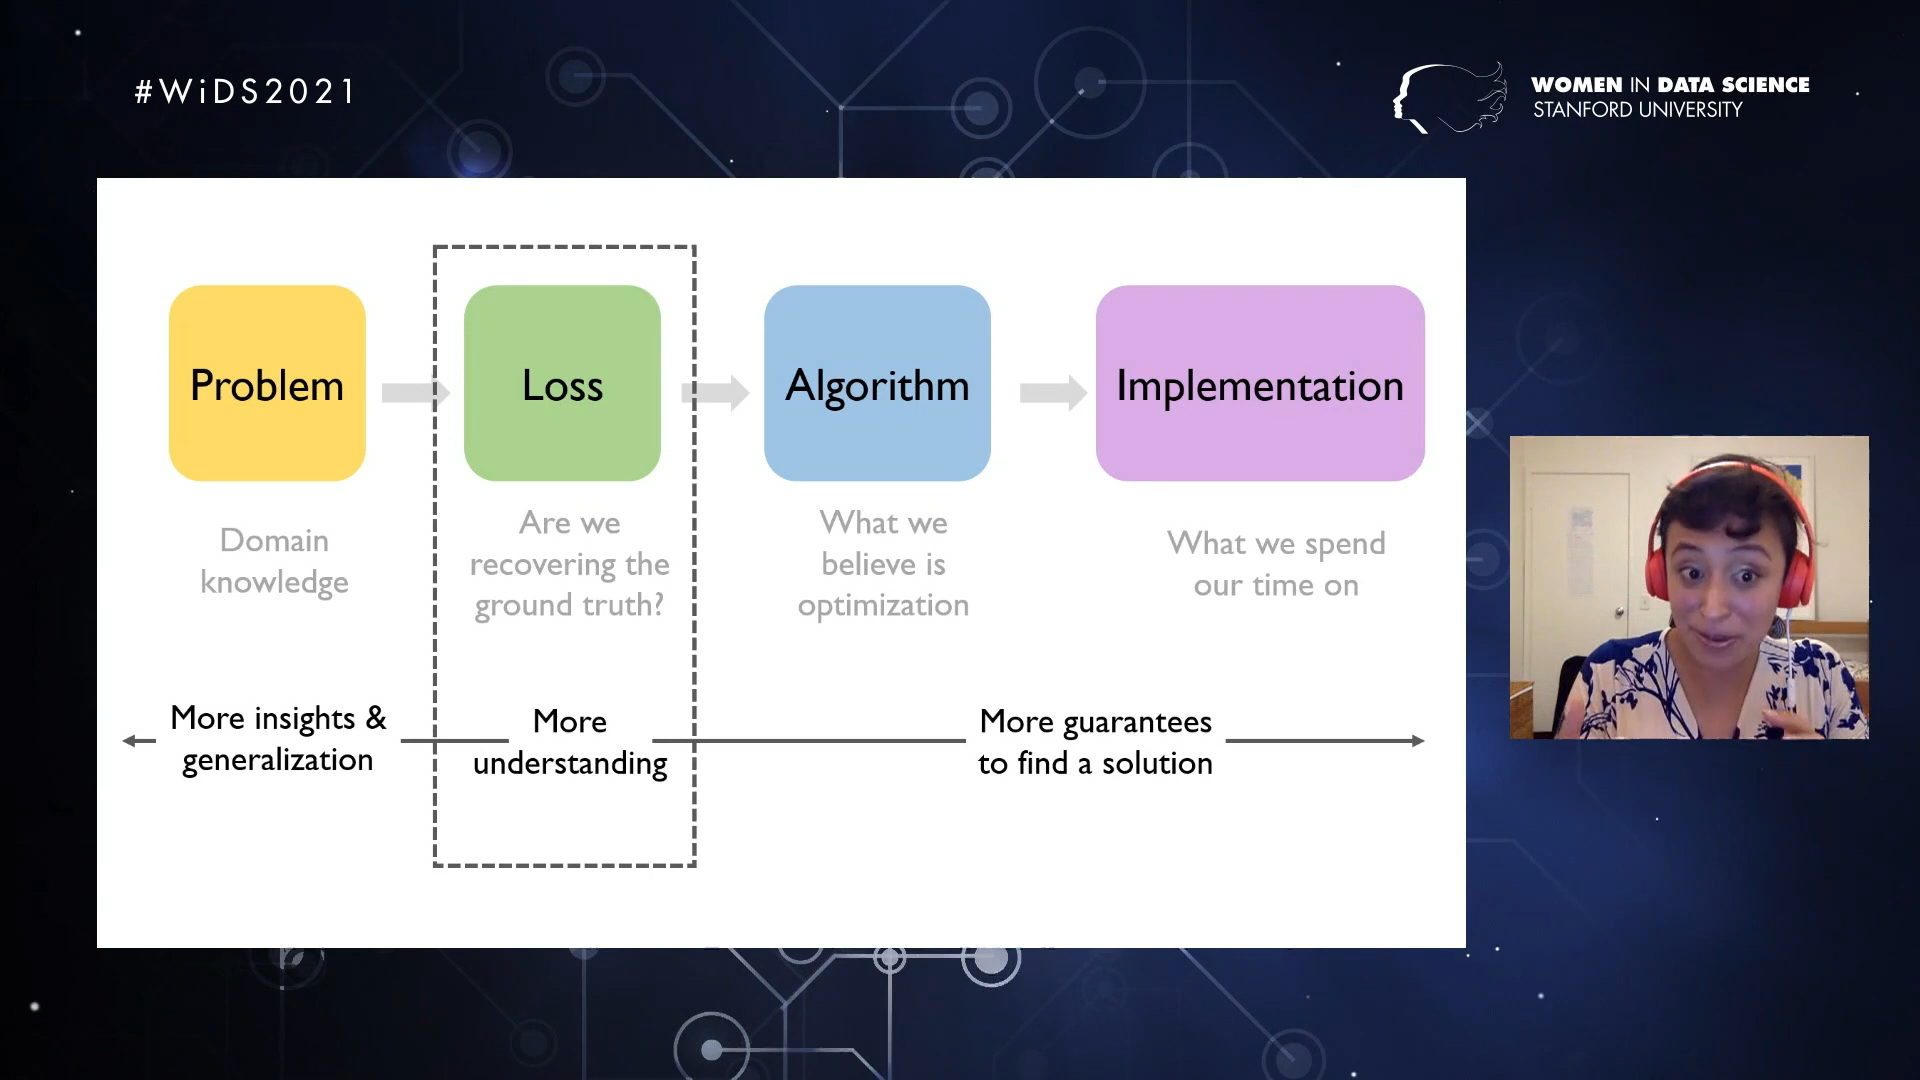 #WiDS2021
WOMEN IN DATA SCIENCE
STANFORD UNIVERSITY
Problem
Loss
Algorithm
Implementation
Domain
knowledge
Are we
recovering the
ground truth?
What we
believe is
optimization
What we spend
our time on
More insights &
generalization
More
understanding
More guarantees
to find a solution